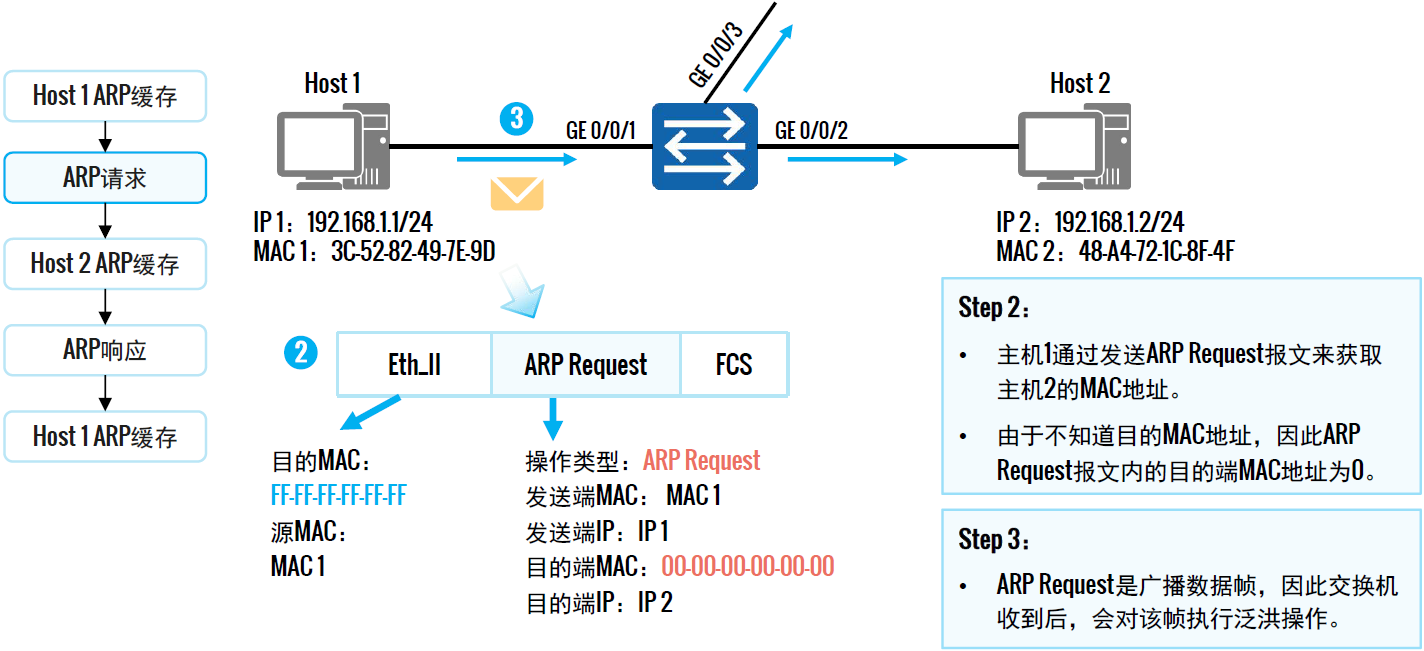 Host 1 ARP缓存
ARP请求
Host 2 ARP缓存
ARP响应
Host 1 ARP缓存
GE 0/0/3
Host 1
Host 2
3
GE 0/0/1
GE 0/0/2
IP 1：192.168.1.1/24
MAC 1：3C-52-82-49-7E-9D
IP 2：192.168.1.2/24
MAC 2：48-A4-72-1C-8F-4F
2
Eth_II
ARP Request
FCS
目的MAC：
FF-FF-FF-FF-FF-FF
源MAC：
MAC 1
操作类型：ARP Request
发送端MAC： MAC 1
发送端IP：IP 1
目的端MAC：00-00-00-00-00-00
目的端IP：IP 2
Step 2：
• 主机1通过发送ARP Request报文来获取
主机2的MAC地址。
• 由于不知道目的MAC地址，因此ARP
Request报文内的目的端MAC地址为0。
Step 3：
• ARP Request是广播数据帧，因此交换机
收到后，会对该帧执行泛洪操作。